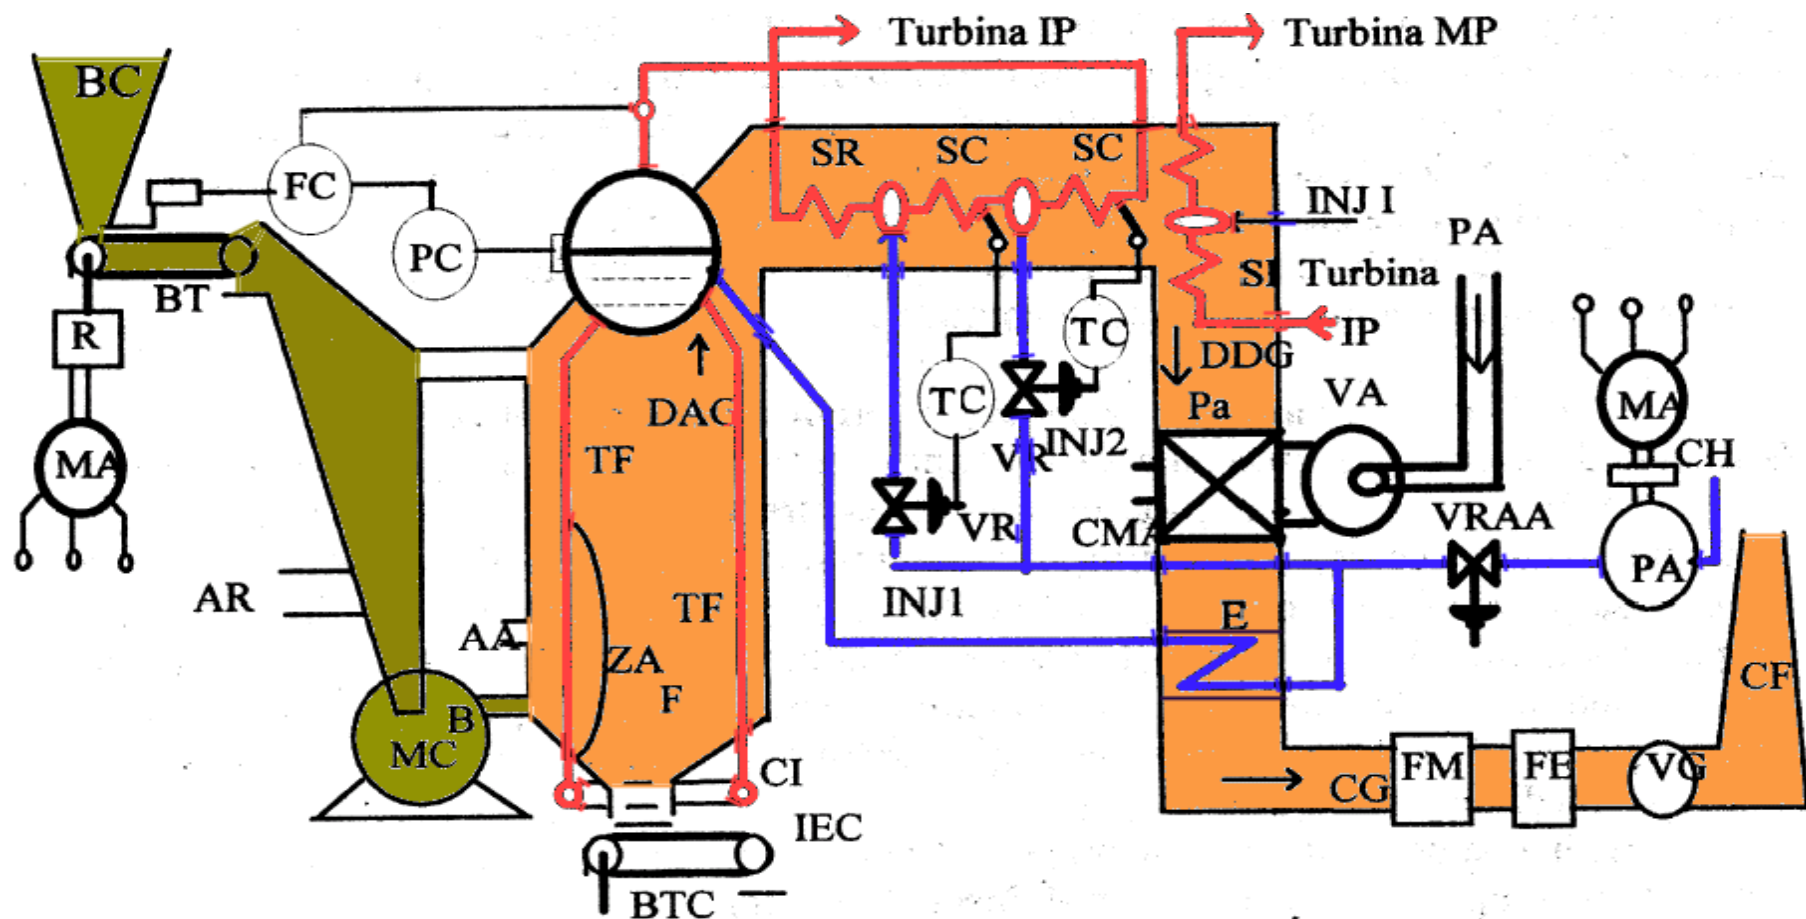 Turbina IP
Turbina MP
BC
SR
SC
SC
FC
INJ I
PA
PC
SI
Turbina
BT
R
TC
IP
DDG
TC
Pa
VA
MA
DAG
MA
INJ2
VR
TF
CH
VR
VRAA
CMA
AR
TF
INJ1
PA
E
AA
ZA
F
B
MC
CF
CI
FM
FE
VG
CG
IEC
BTC